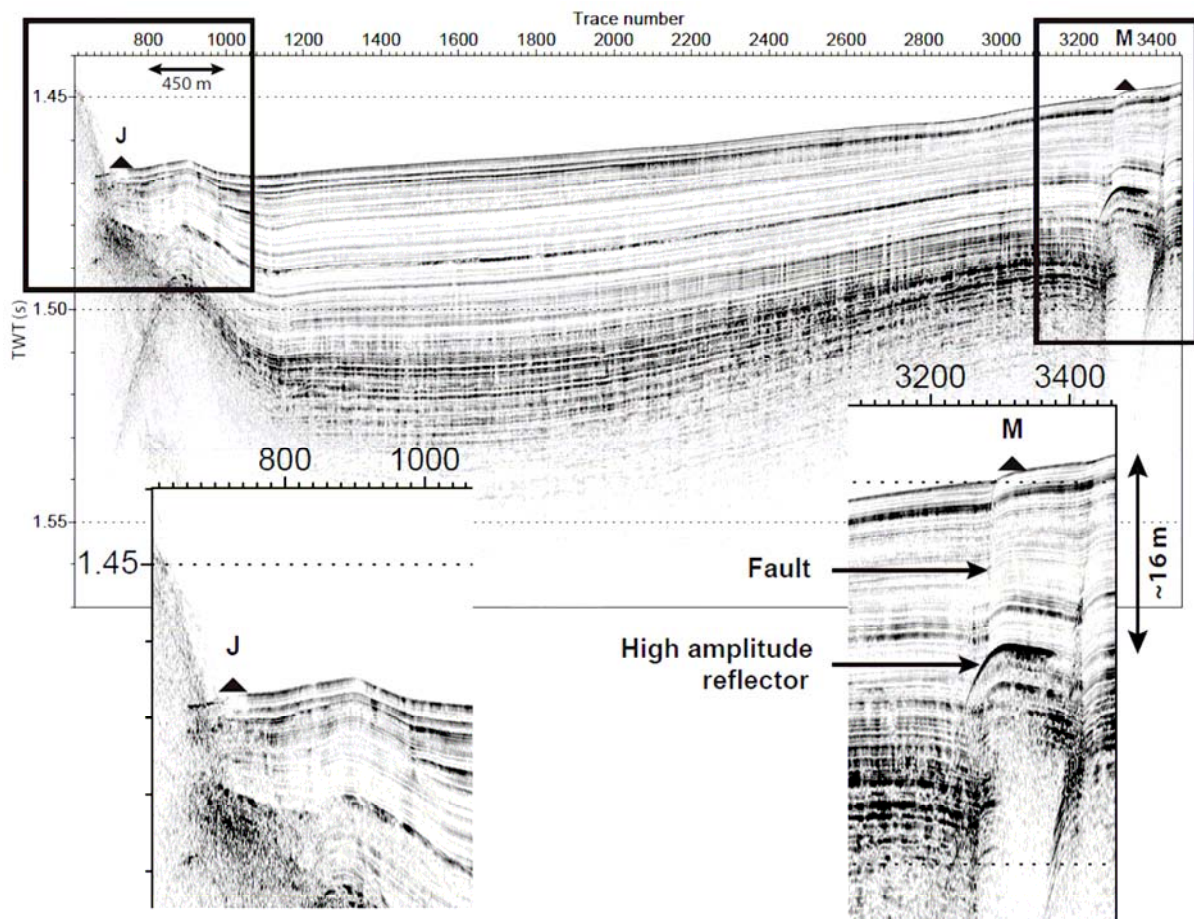 Trace number
800 1000 1200 1400 1600 1800 2000 2200 2400 2600 2800 3000 3200 M 3400
450 m
1.45
J
1.50
TWT (s)
3200 3400
M
800 1000
1.55
1.45
Fault
~16 m
J
High amplitude
reflector